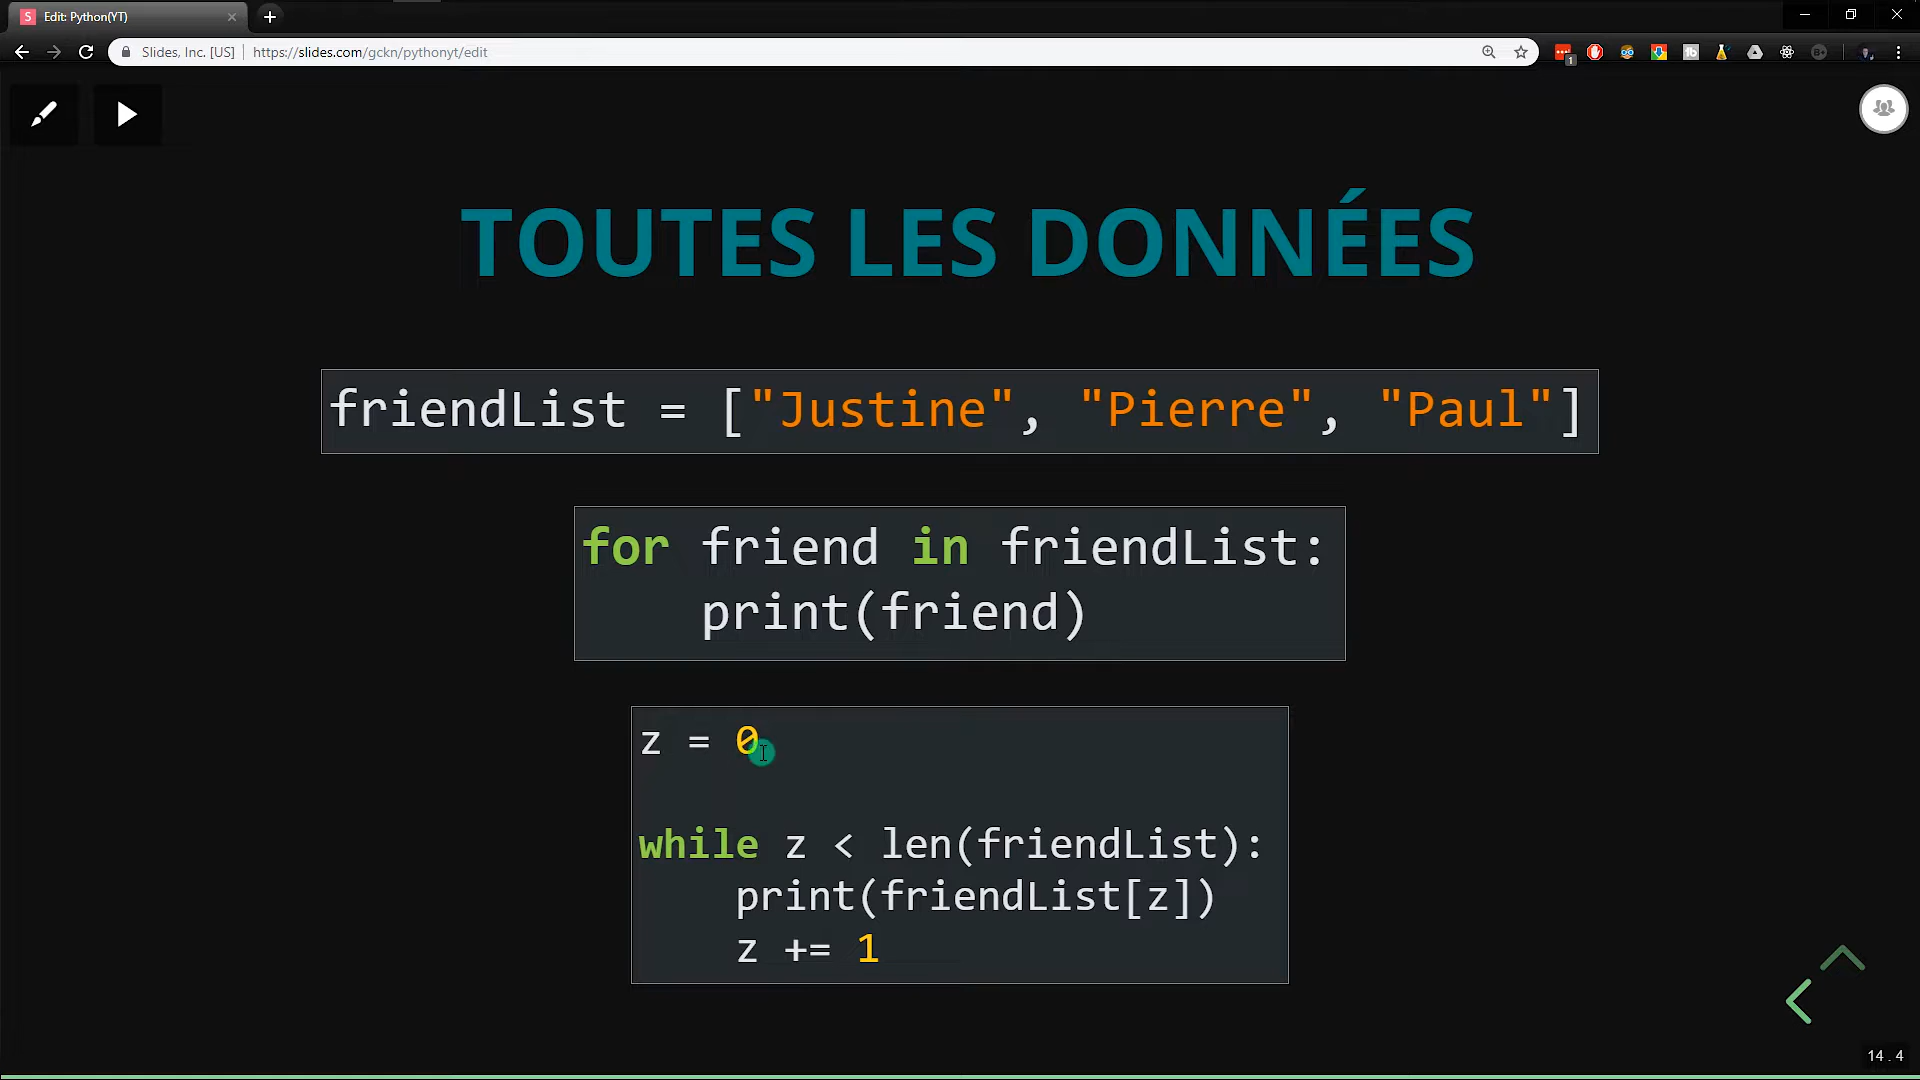 Edit: Python(YT)
Slides, Inc. [US] https://slides.com/gckn/pythonyt/edit
1
TOUTES LES DONNÉES
friendList = ["Justine", "Pierre", "Paul"]
for friend in friendList:
    print(friend)
z = 0
while z < len(friendList):
    print(friendList[z])
    z += 1
14.4